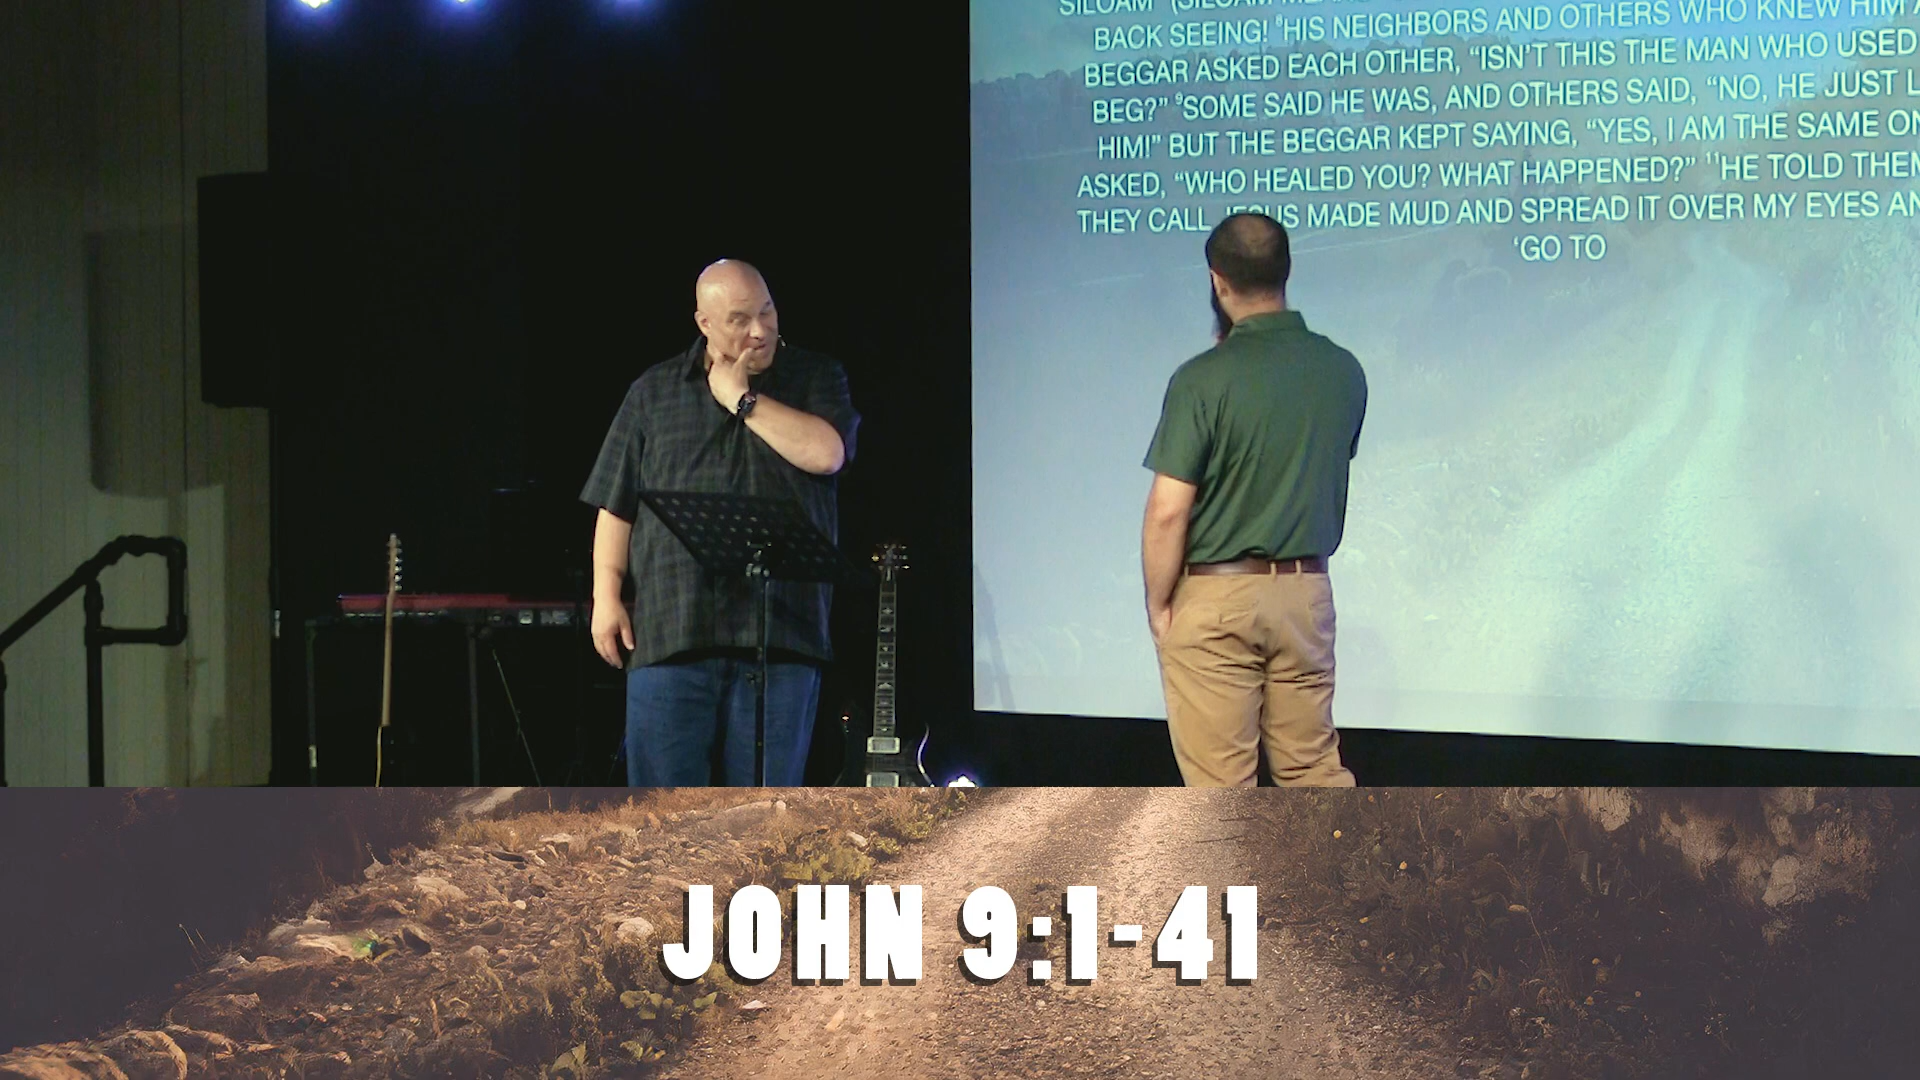 SILOAM" (SILOAM
BACK SEEING! ⁸HIS NEIGHBORS AND OTHERS WHO KNEW HIM
BEGGAR ASKED EACH OTHER, "ISN'T THIS THE MAN WHO USED
BEG?" ⁹SOME SAID HE WAS, AND OTHERS SAID, "NO, HE JUST
HIM!" BUT THE BEGGAR KEPT SAYING, "YES, I AM THE SAME
ASKED, "WHO HEALED YOU? WHAT HAPPENED?" ¹¹HE TOLD
THEY CALL JESUS MADE MUD AND SPREAD IT OVER MY EYES
'GO TO
JOHN 9:1-41